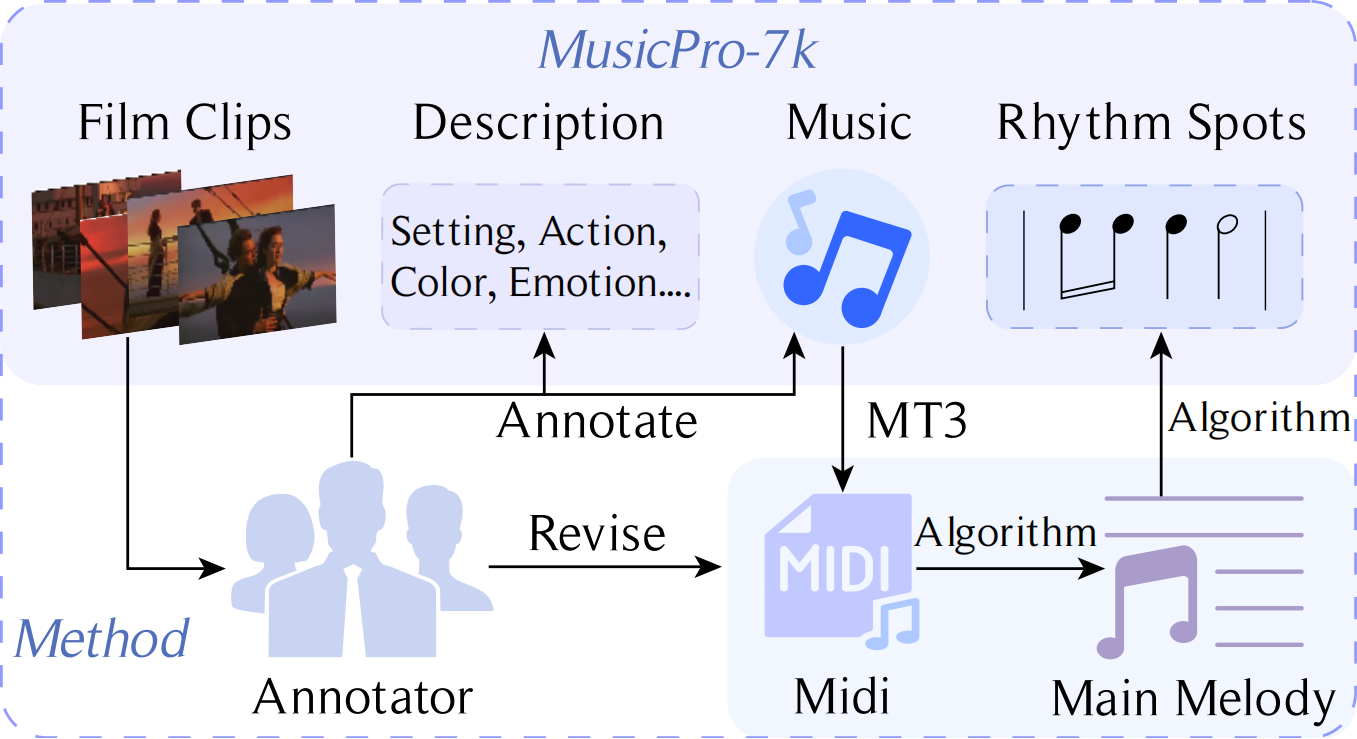 MusicPro-7k
Film Clips
Description
Music
Rhythm Spots
Setting, Action,
Color, Emotion....
Annotate
MT3
Algorithm
Revise
MIDI
Algorithm
Method
Annotator
Midi
Main Melody